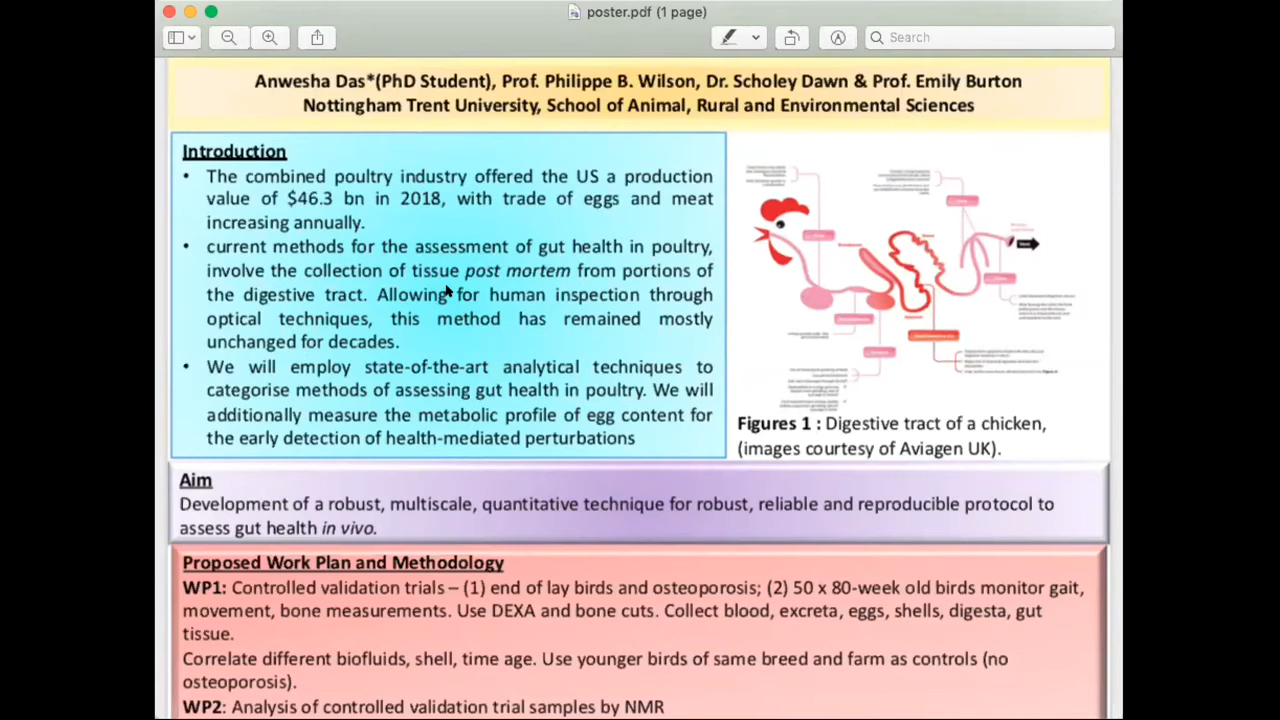 poster.pdf (1 page)
Search
Anwesha Das*(PhD Student), Prof. Philippe B. Wilson, Dr. Scholey Dawn & Prof. Emily Burton
Nottingham Trent University, School of Animal, Rural and Environmental Sciences
Introduction
• The combined poultry industry offered the US a production
value of $46.3 bn in 2018, with trade of eggs and meat
increasing annually.
• current methods for the assessment of gut health in poultry,
involve the collection of tissue post mortem from portions of
the digestive tract. Allowing for human inspection through
optical techniques, this method has remained mostly
unchanged for decades.
• We will employ state-of-the-art analytical techniques to
categorise methods of assessing gut health in poultry. We will
additionally measure the metabolic profile of egg content for
the early detection of health-mediated perturbations
Figures 1 : Digestive tract of a chicken,
(images courtesy of Aviagen UK).
Aim
Development of a robust, multiscale, quantitative technique for robust, reliable and reproducible protocol to
assess gut health in vivo.
Proposed Work Plan and Methodology
WP1: Controlled validation trials – (1) end of lay birds and osteoporosis; (2) 50 x 80-week old birds monitor gait,
movement, bone measurements. Use DEXA and bone cuts. Collect blood, excreta, eggs, shells, digesta, gut
tissue.
Correlate different biofluids, shell, time age. Use younger birds of same breed and farm as controls (no
osteoporosis).
WP2: Analysis of controlled validation trial samples by NMR